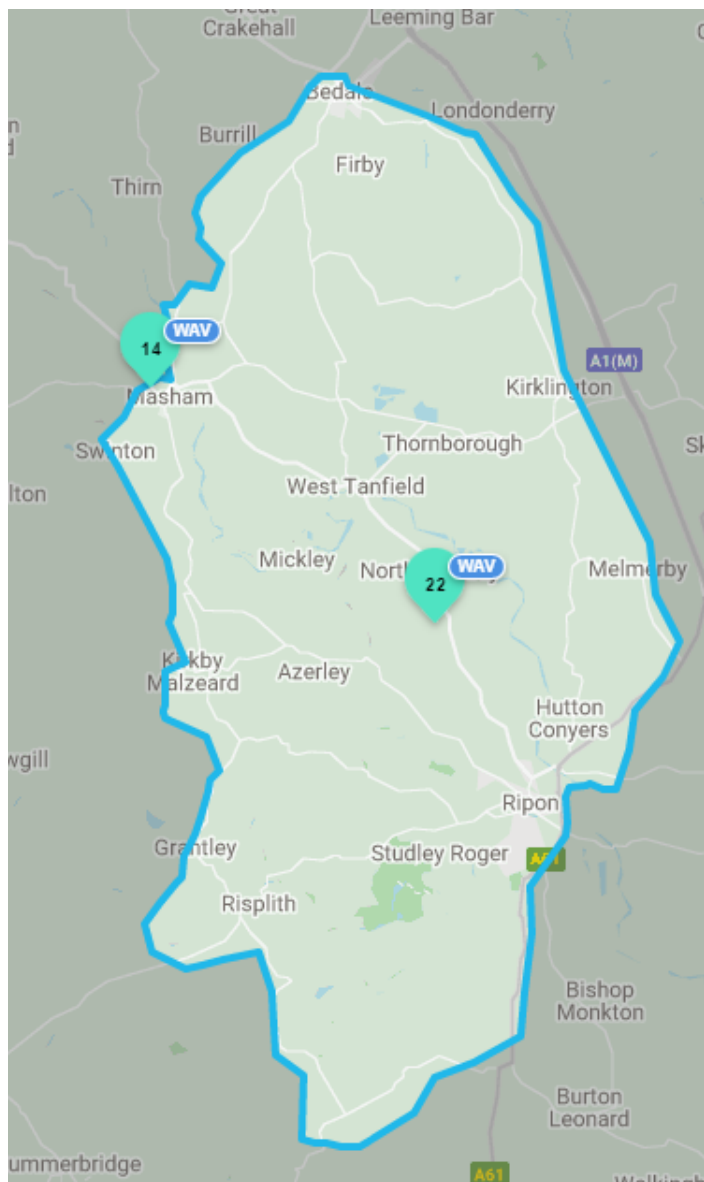 Crakehall
Leeming Bar
Bedale
Londonderry
Burrill
Firby
Thirn
WAV
14
A1(M)
Masham
Kirklington
Swinton
Thornborough
West Tanfield
Mickley
WAV
22
Melmerby
Kirkby
Malzeard
Azerley
Hutton
Conyers
Ripon
Grantley
Studley Roger
A61
Risplith
Bishop
Monkton
Burton
Leonard
ummerbridge
A61